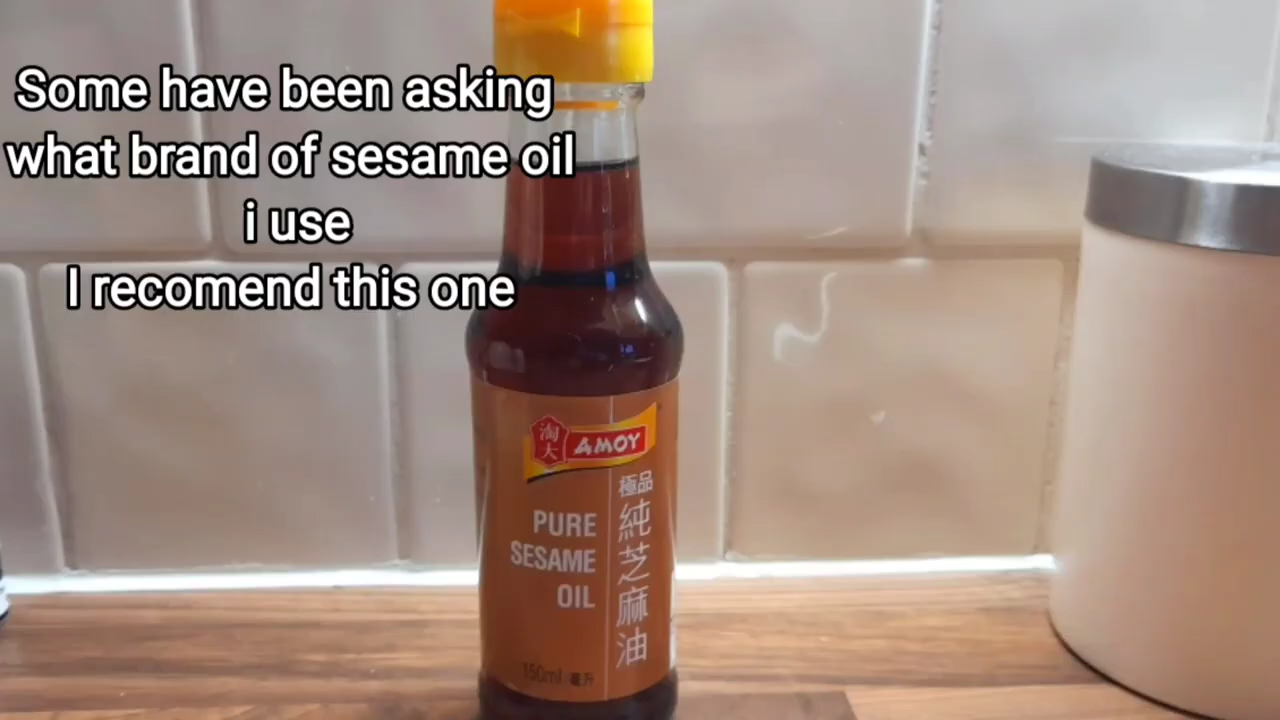 Some have been asking
what brand of sesame oil
i use
I recomend this one
淘大
AMOY
極品
純芝麻油
PURE
SESAME
OIL
150ml 毫升